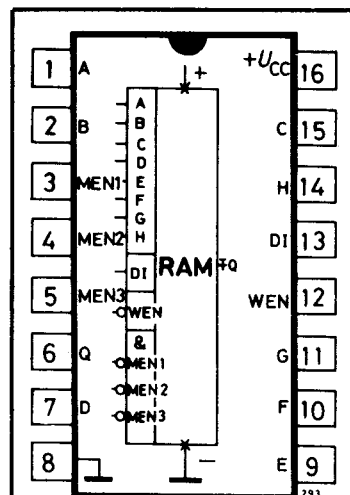 1 A + +UCC 16
A
2 B B C 15
C
D
3 MEN1 E H 14
F
G
4 MEN2 H DI 13
DI RAM Q
5 MEN3 WEN 12
WEN
6 Q & G 11
MEN1
MEN2
7 D MEN3 F 10
8 − E 9
293